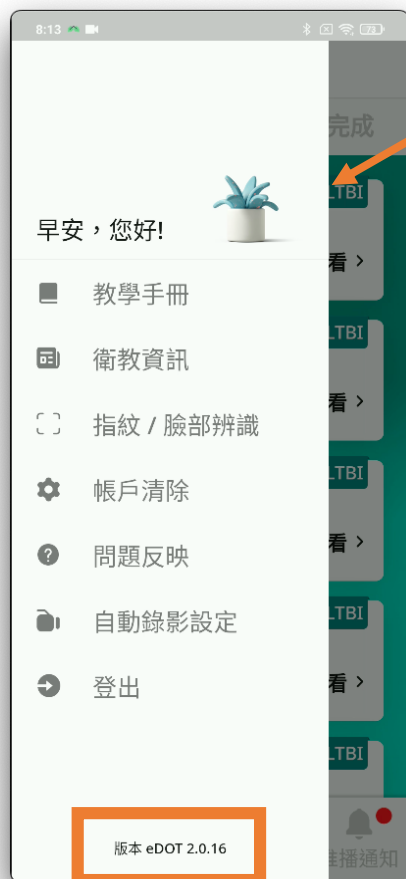 8:13
73
完成
LTBI
早安，您好!
看 >
教學手冊
LTBI
衛教資訊
看 >
指紋 / 臉部辨識
LTBI
帳戶清除
看 >
問題反映
LTBI
自動錄影設定
看 >
登出
LTBI
版本 eDOT 2.0.16
播通知